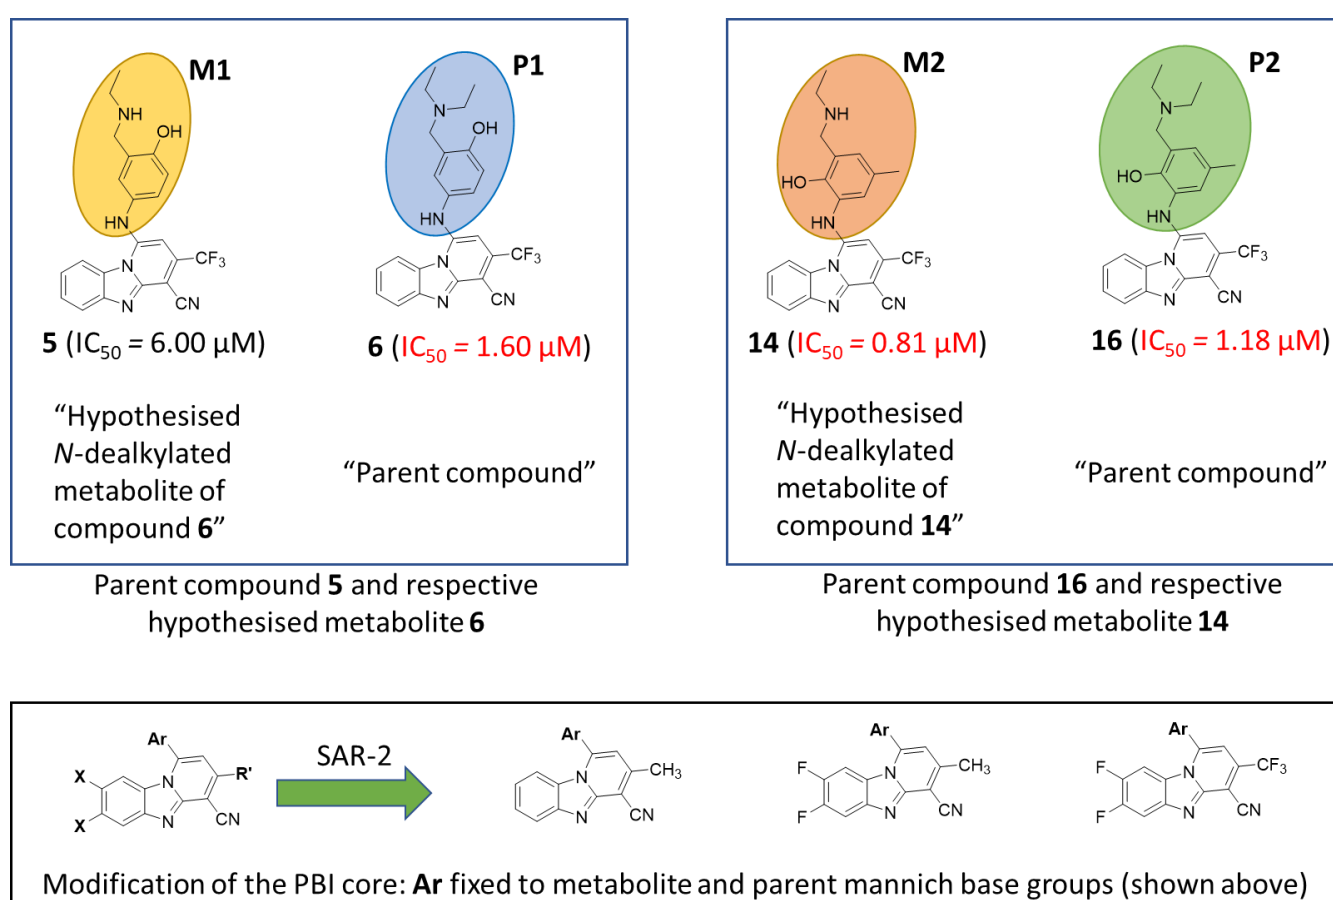 M1
P1
M2
P2
NH
OH
HN
N
N
CF3
CN
N
OH
HN
N
N
CF3
CN
NH
HO
HN
N
N
CF3
CN
N
HO
HN
N
N
CF3
CN
5 (IC50 = 6.00 µM)
6 (IC50 = 1.60 µM)
14 (IC50 = 0.81 µM)
16 (IC50 = 1.18 µM)
“Hypothesised
N-dealkylated
metabolite of
compound 6”
“Parent compound”
“Hypothesised
N-dealkylated
metabolite of
compound 14”
“Parent compound”
Parent compound 5 and respective
hypothesised metabolite 6
Parent compound 16 and respective
hypothesised metabolite 14
Ar
X
X
N
N
R'
CN
SAR-2
Ar
N
N
CH3
CN
Ar
F
F
N
N
CH3
CN
Ar
F
F
N
N
CF3
CN
Modification of the PBI core: Ar fixed to metabolite and parent mannich base groups (shown above)